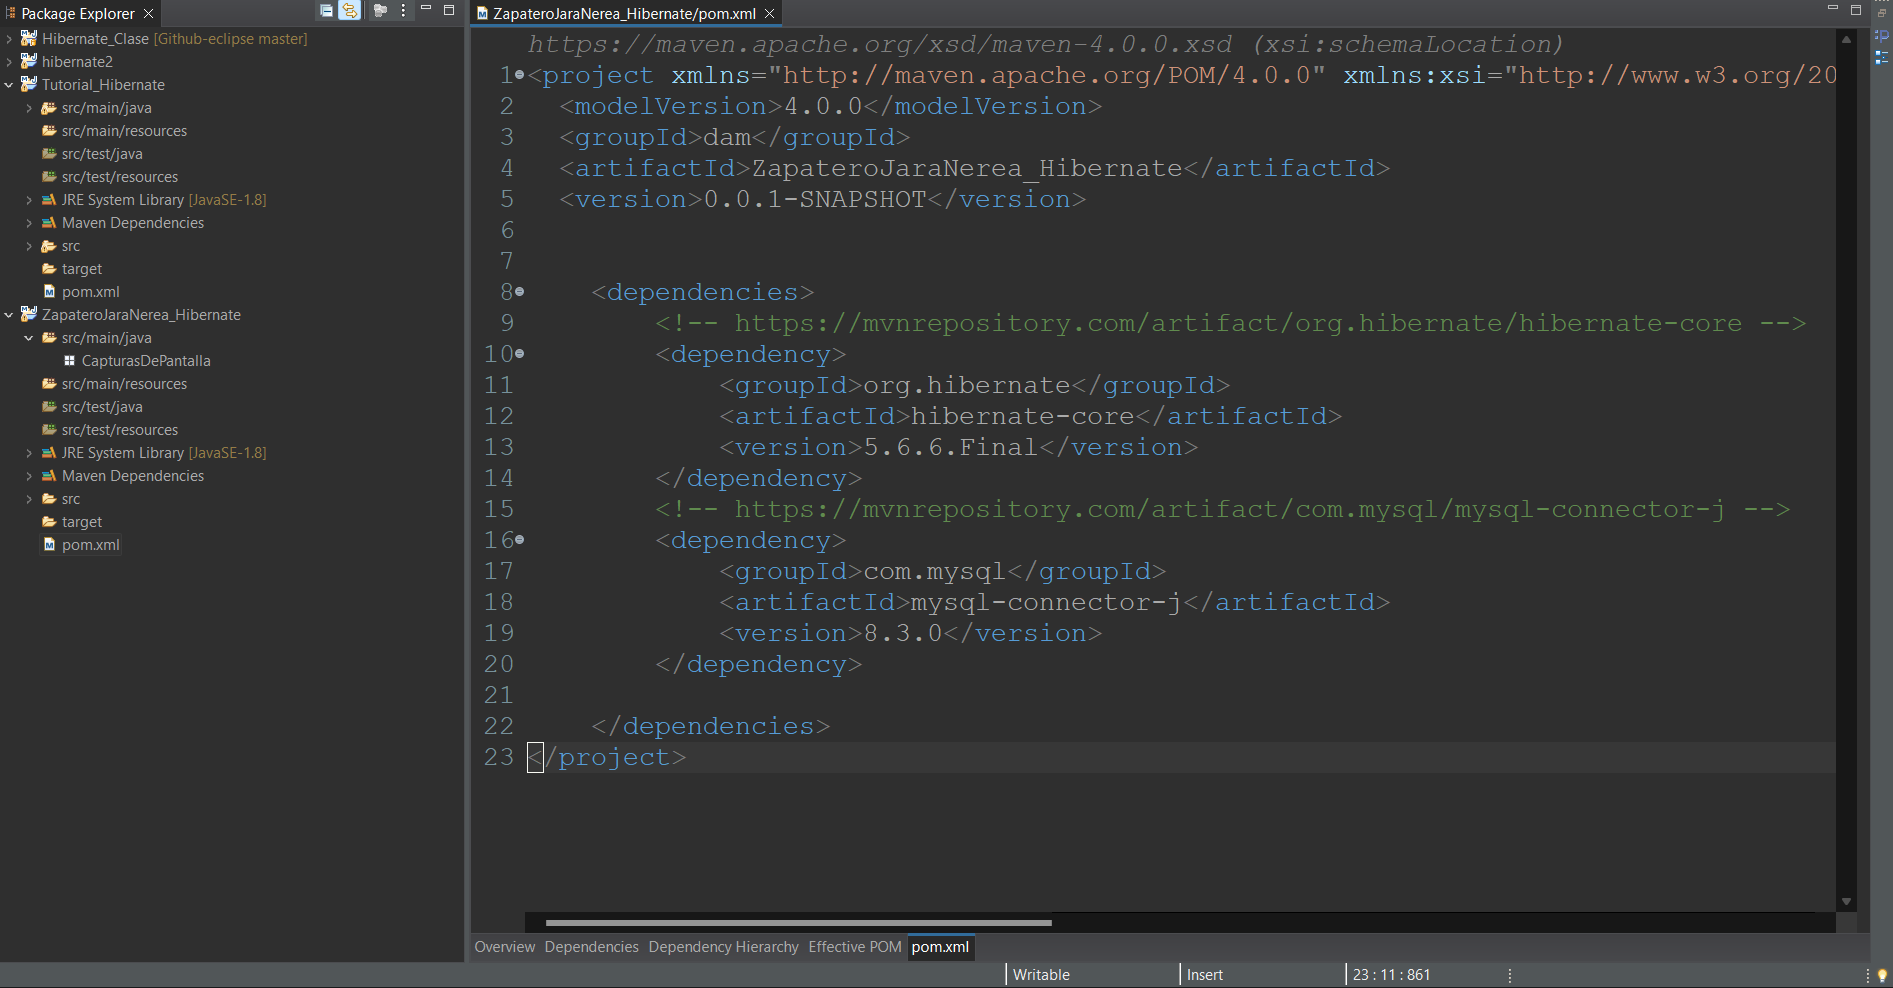 Package Explorer
Hibernate_Clase [Github-eclipse master]
hibernate2
Tutorial_Hibernate
src/main/java
src/main/resources
src/test/java
src/test/resources
JRE System Library [JavaSE-1.8]
Maven Dependencies
src
target
pom.xml
ZapateroJaraNerea_Hibernate
src/main/java
CapturasDePantalla
src/main/resources
src/test/java
src/test/resources
JRE System Library [JavaSE-1.8]
Maven Dependencies
src
target
pom.xml
ZapateroJaraNerea_Hibernate/pom.xml
https://maven.apache.org/xsd/maven-4.0.0.xsd (xsi:schemaLocation)
1 <project xmlns="http://maven.apache.org/POM/4.0.0" xmlns:xsi="http://www.w3.org/20
2 <modelVersion>4.0.0</modelVersion>
3 <groupId>dam</groupId>
4 <artifactId>ZapateroJaraNerea_Hibernate</artifactId>
5 <version>0.0.1-SNAPSHOT</version>
6
7
8 <dependencies>
9 <!-- https://mvnrepository.com/artifact/org.hibernate/hibernate-core -->
10 <dependency>
11 <groupId>org.hibernate</groupId>
12 <artifactId>hibernate-core</artifactId>
13 <version>5.6.6.Final</version>
14 </dependency>
15 <!-- https://mvnrepository.com/artifact/com.mysql/mysql-connector-j -->
16 <dependency>
17 <groupId>com.mysql</groupId>
18 <artifactId>mysql-connector-j</artifactId>
19 <version>8.3.0</version>
20 </dependency>
21
22 </dependencies>
23 </project>
Overview Dependencies Dependency Hierarchy Effective POM pom.xml
Writable Insert 23 : 11 : 861